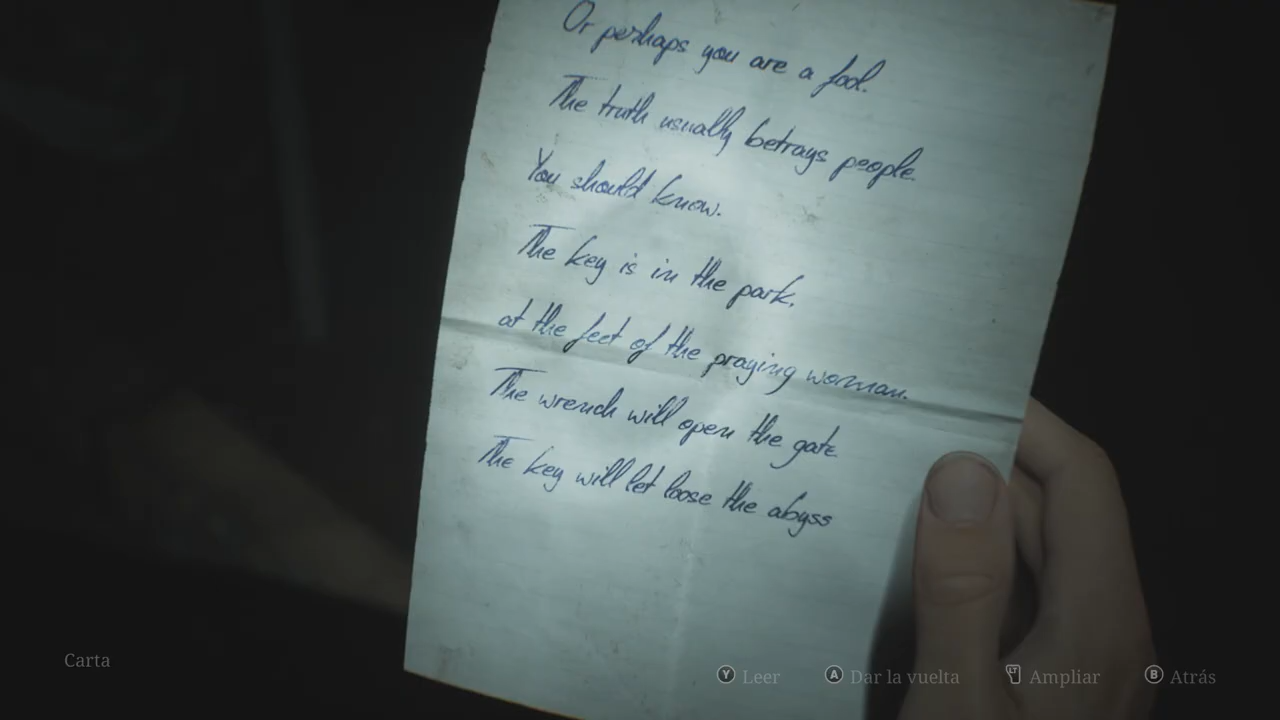 Or perhaps you are a fool.
The truth usually betrays people.
You should know.
The key is in the park.
at the feet of the praying woman.
The wrench will open the gate.
The key will let loose the abyss
Carta
Y Leer
A Dar la vuelta
LT Ampliar
B Atrás